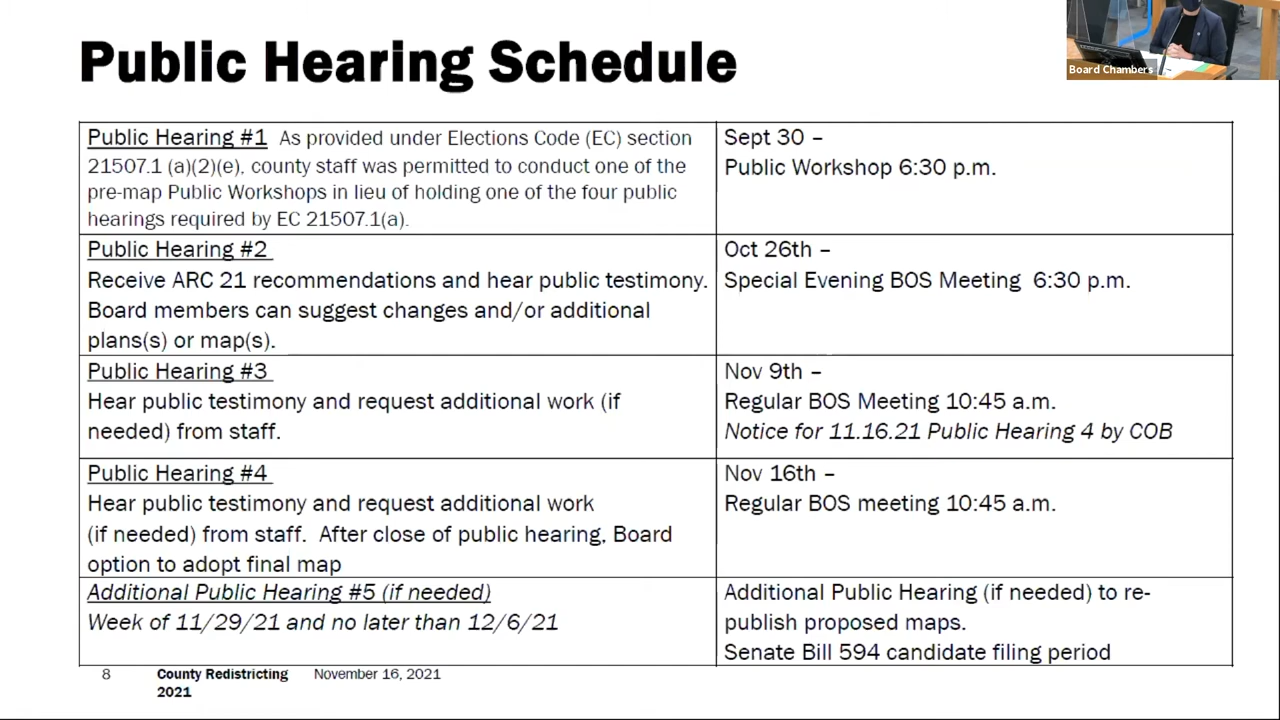 Public Hearing Schedule
Board Chambers
Public Hearing #1 As provided under Elections Code (EC) section
21507.1 (a)(2)(e), county staff was permitted to conduct one of the
pre-map Public Workshops in lieu of holding one of the four public
hearings required by EC 21507.1(a).
Sept 30 –
Public Workshop 6:30 p.m.
Public Hearing #2
Receive ARC 21 recommendations and hear public testimony.
Board members can suggest changes and/or additional
plans(s) or map(s).
Oct 26th –
Special Evening BOS Meeting 6:30 p.m.
Public Hearing #3
Hear public testimony and request additional work (if
needed) from staff.
Nov 9th –
Regular BOS Meeting 10:45 a.m.
Notice for 11.16.21 Public Hearing 4 by COB
Public Hearing #4
Hear public testimony and request additional work
(if needed) from staff. After close of public hearing, Board
option to adopt final map
Nov 16th –
Regular BOS meeting 10:45 a.m.
Additional Public Hearing #5 (if needed)
Week of 11/29/21 and no later than 12/6/21
Additional Public Hearing (if needed) to re-
publish proposed maps.
Senate Bill 594 candidate filing period
8 County Redistricting November 16, 2021
2021